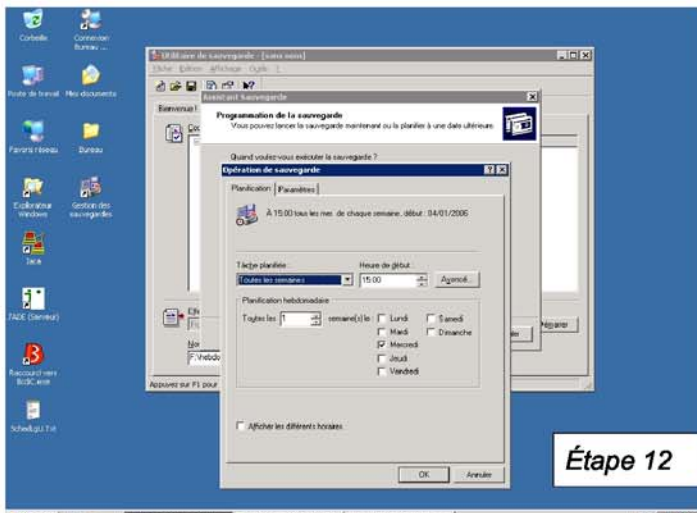 Corbeille
Connexion
Bureau ...
Poste de travail
Mes documents
Favoris réseau
Bureau
Explorateur
Windows
Gestion des
sauvegardes
Iaca
JADE (Serveur)
Raccourci vers
SchedLgU.Txt
Utilitaire de sauvegarde - [sans nom]
Edition Affichage Outils ?
Bienvenue !
Assistant Sauvegarde
Programmation de la sauvegarde
Vous pouvez lancer la sauvegarde maintenant ou la planifier à une date ultérieure.
Quand voulez-vous exécuter la sauvegarde ?
Opération de sauvegarde
Planification
Paramètres
À 15:00 tous les mer. de chaque semaine, début : 04/01/2006
Tâche planifiée :
Heure de début :
Toutes les semaines
15:00
Avancé...
Planification hebdomadaire
Toutes les 1 semaine(s) le :
Lundi
Samedi
Mardi
Dimanche
Mercredi
Jeudi
Vendredi
Afficher les différents horaires.
OK
Annuler
Démarrer
F:\hebdo
Appuyez sur F1 pour
Étape 12